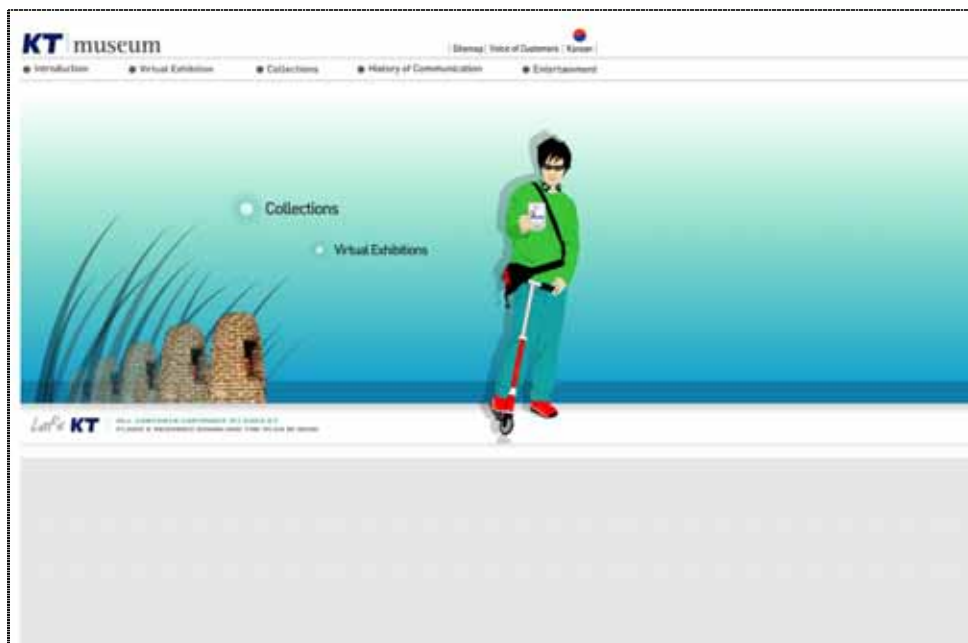 KT museum
Sitemap | Voice of Customers | Korean
Introduction Virtual Exhibition Collections History of Communication Entertainment
Collections
Virtual Exhibitions
Let's KT